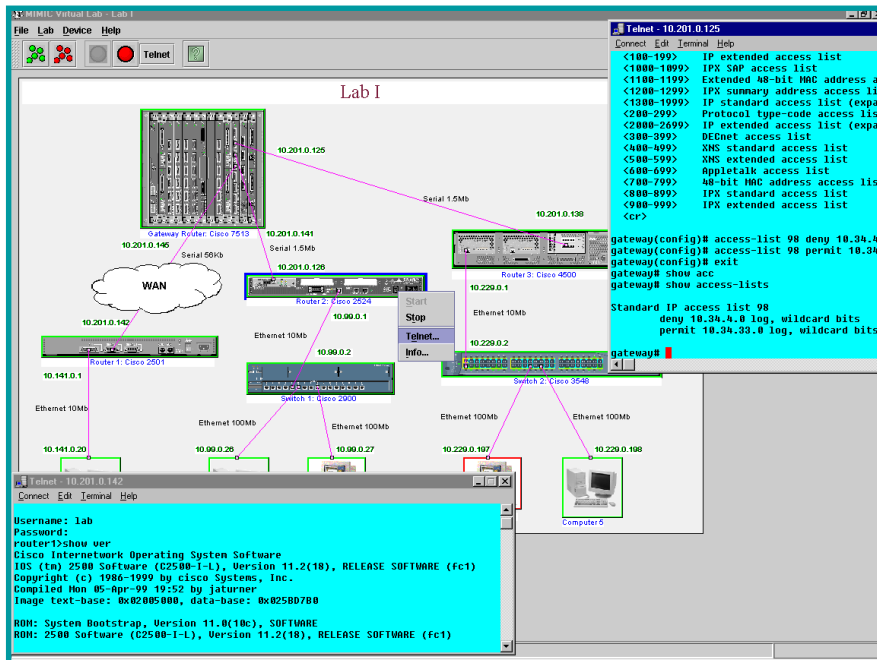 MIMIC Virtual Lab - Lab I
File Lab Device Help
Telnet
Lab I
10.201.0.125
Serial 1.5Mb
10.201.0.138
Gateway Router: Cisco 7513
10.201.0.141
10.201.0.145
Serial 1.5Mb
Serial 56Kb
10.201.0.126
Router 3: Cisco 4500
WAN
Router 2: Cisco 2524
10.229.0.1
Start
Stop
Telnet...
Info...
10.99.0.1
Ethernet 10Mb
10.201.0.142
Ethernet 10Mb
10.99.0.2
10.229.0.2
Router 1: Cisco 2501
10.141.0.1
Switch 1: Cisco 2900
Switch 2: Cisco 3548
Ethernet 10Mb
Ethernet 100Mb
Ethernet 100Mb
Ethernet 100Mb
Ethernet 100Mb
10.141.0.20
10.99.0.26
10.99.0.27
10.229.0.197
10.229.0.198
Computer 5
Telnet - 10.201.0.125
Connect Edit Terminal Help
<100-199> IP extended access list
<1000-1099> IPX SAP access list
<1100-1199> Extended 48-bit MAC address a
<1200-1299> IPX summary address access li
<1300-1999> IP standard access list (expa
<200-299> Protocol type-code access lis
<2000-2699> IP extended access list (expa
<300-399> DECnet access list
<400-499> XNS standard access list
<500-599> XNS extended access list
<600-699> Appletalk access list
<700-799> 48-bit MAC address access lis
<800-899> IPX standard access list
<900-999> IPX extended access list
<cr>
gateway(config)# access-list 98 deny 10.34.4
gateway(config)# access-list 98 permit 10.34
gateway(config)# exit
gateway# show acc
gateway# show access-lists
Standard IP access list 98
deny 10.34.4.0 log, wildcard bits
permit 10.34.33.0 log, wildcard bits
gateway#
Telnet - 10.201.0.142
Connect Edit Terminal Help
Username: lab
Password:
router1>show ver
Cisco Internetwork Operating System Software
IOS (tm) 2500 Software (C2500-I-L), Version 11.2(18), RELEASE SOFTWARE (fc1)
Copyright (c) 1986-1999 by cisco Systems, Inc.
Compiled Mon 05-Apr-99 19:52 by jaturner
Image text-base: 0x02005000, data-base: 0x025BD7B0
ROM: System Bootstrap, Version 11.0(10c), SOFTWARE
ROM: 2500 Software (C2500-I-L), Version 11.2(18), RELEASE SOFTWARE (fc1)